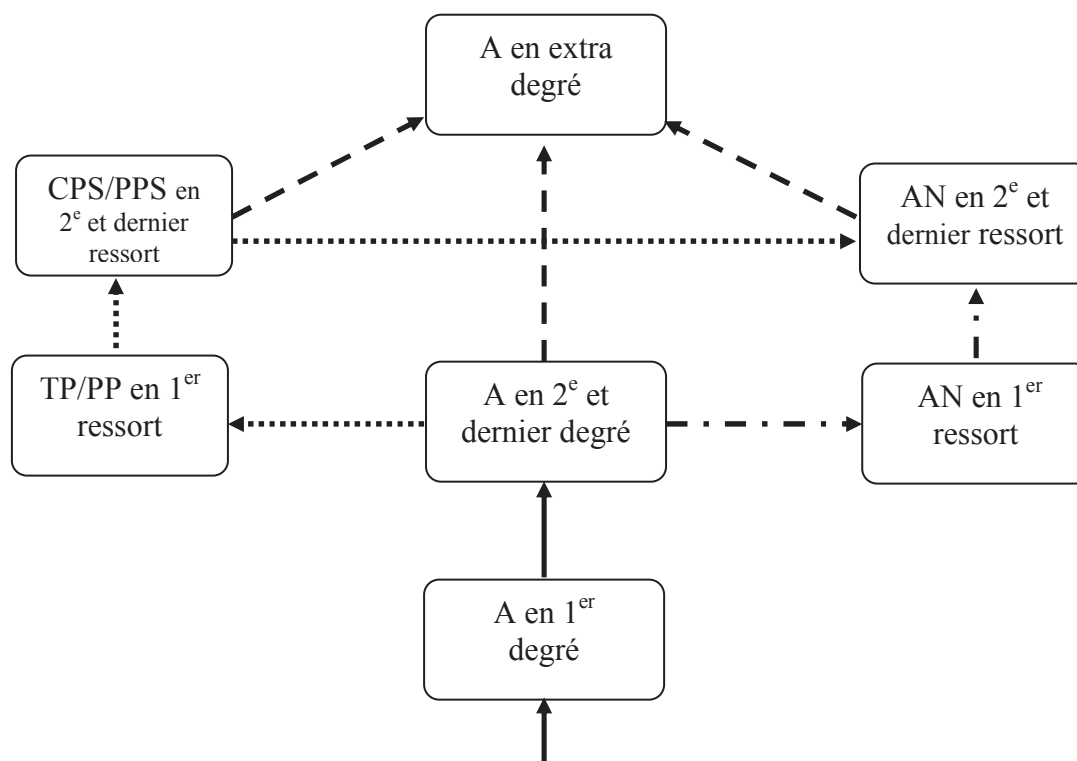 A en extra
degré
CPS/PPS en
2e et dernier
ressort
AN en 2e et
dernier ressort
TP/PP en 1er
ressort
A en 2e et
dernier degré
AN en 1er
ressort
A en 1er
degré